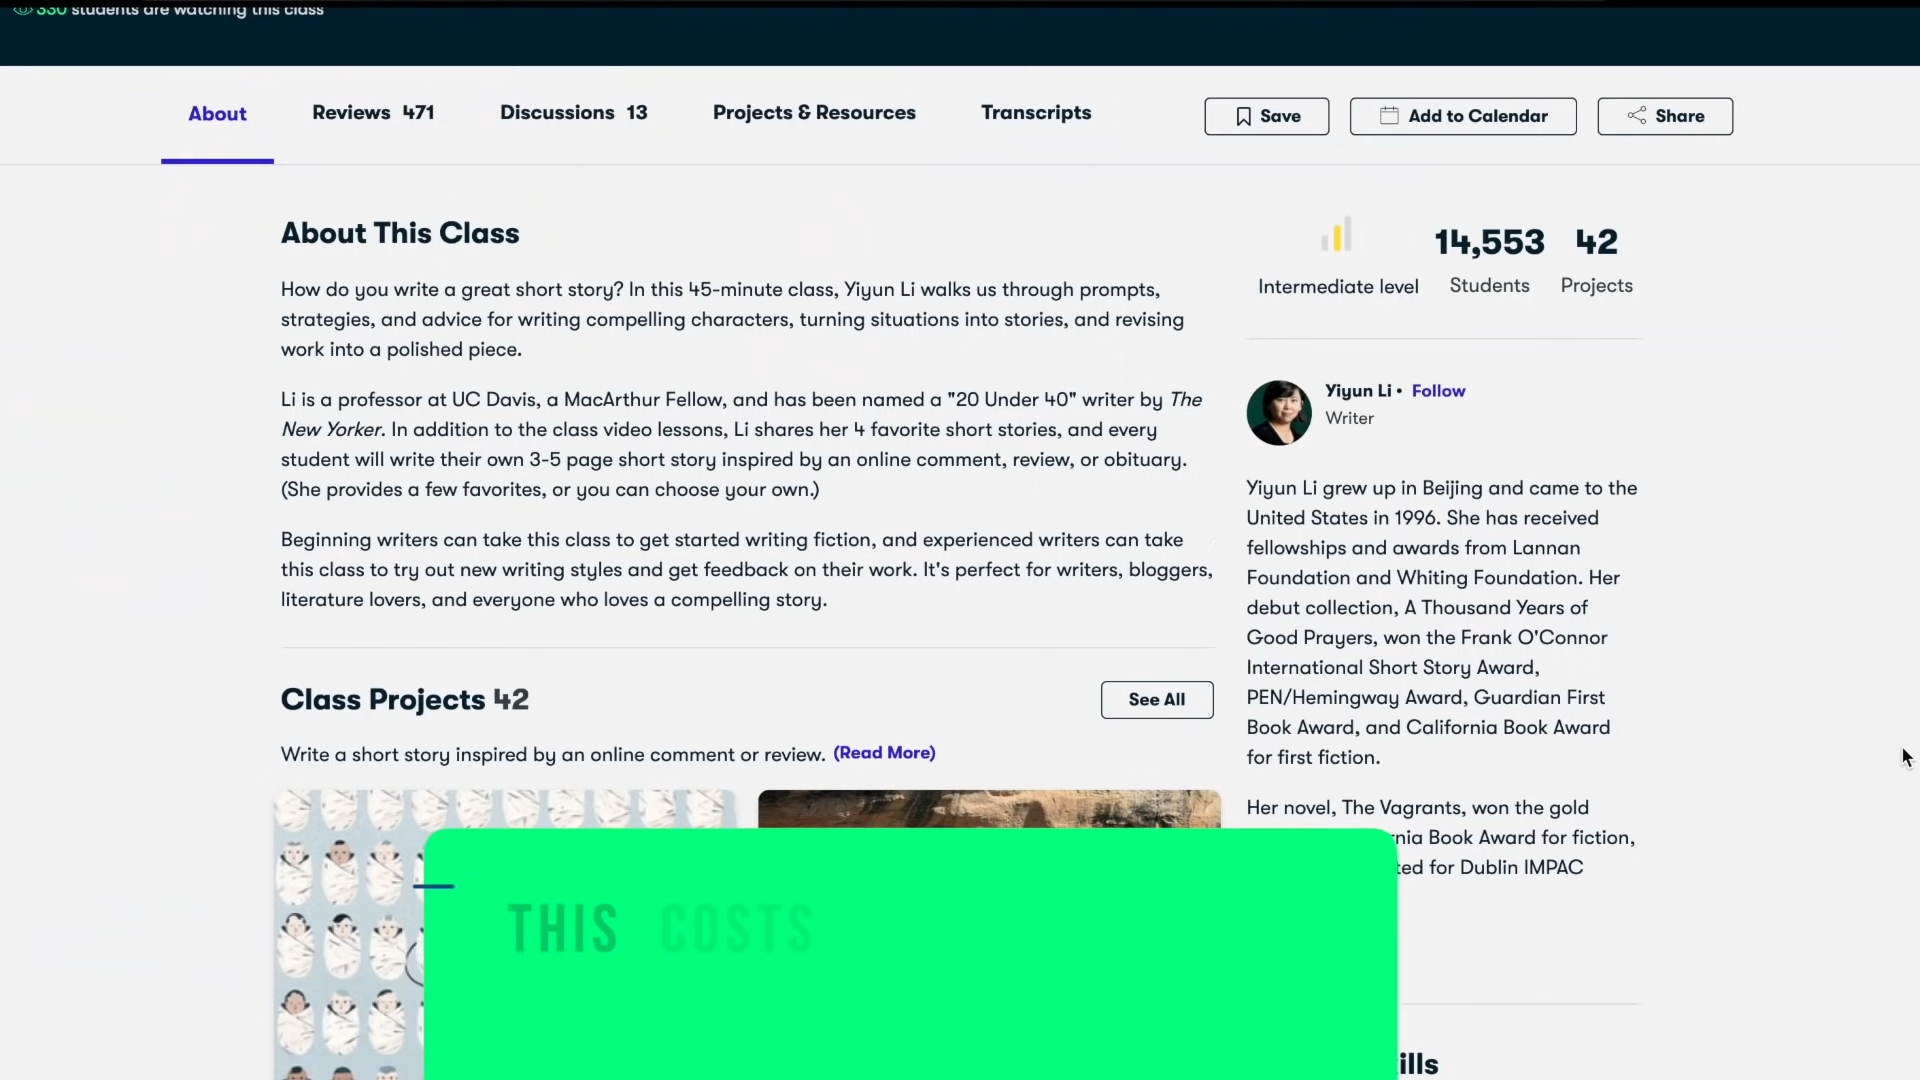 330 students are watching this class
About Reviews 471 Discussions 13 Projects & Resources Transcripts Save Add to Calendar Share
About This Class
How do you write a great short story? In this 45-minute class, Yiyun Li walks us through prompts,
strategies, and advice for writing compelling characters, turning situations into stories, and revising
work into a polished piece.
Li is a professor at UC Davis, a MacArthur Fellow, and has been named a "20 Under 40" writer by The
New Yorker. In addition to the class video lessons, Li shares her 4 favorite short stories, and every
student will write their own 3-5 page short story inspired by an online comment, review, or obituary.
(She provides a few favorites, or you can choose your own.)
Beginning writers can take this class to get started writing fiction, and experienced writers can take
this class to try out new writing styles and get feedback on their work. It's perfect for writers, bloggers,
literature lovers, and everyone who loves a compelling story.
Class Projects 42
See All
Write a short story inspired by an online comment or review. (Read More)
14,553 42
Intermediate level Students Projects
Yiyun Li • Follow
Writer
Yiyun Li grew up in Beijing and came to the
United States in 1996. She has received
fellowships and awards from Lannan
Foundation and Whiting Foundation. Her
debut collection, A Thousand Years of
Good Prayers, won the Frank O'Connor
International Short Story Award,
PEN/Hemingway Award, Guardian First
Book Award, and California Book Award
for first fiction.
Her novel, The Vagrants, won the gold
nia Book Award for fiction,
ted for Dublin IMPAC
ills
THIS COSTS